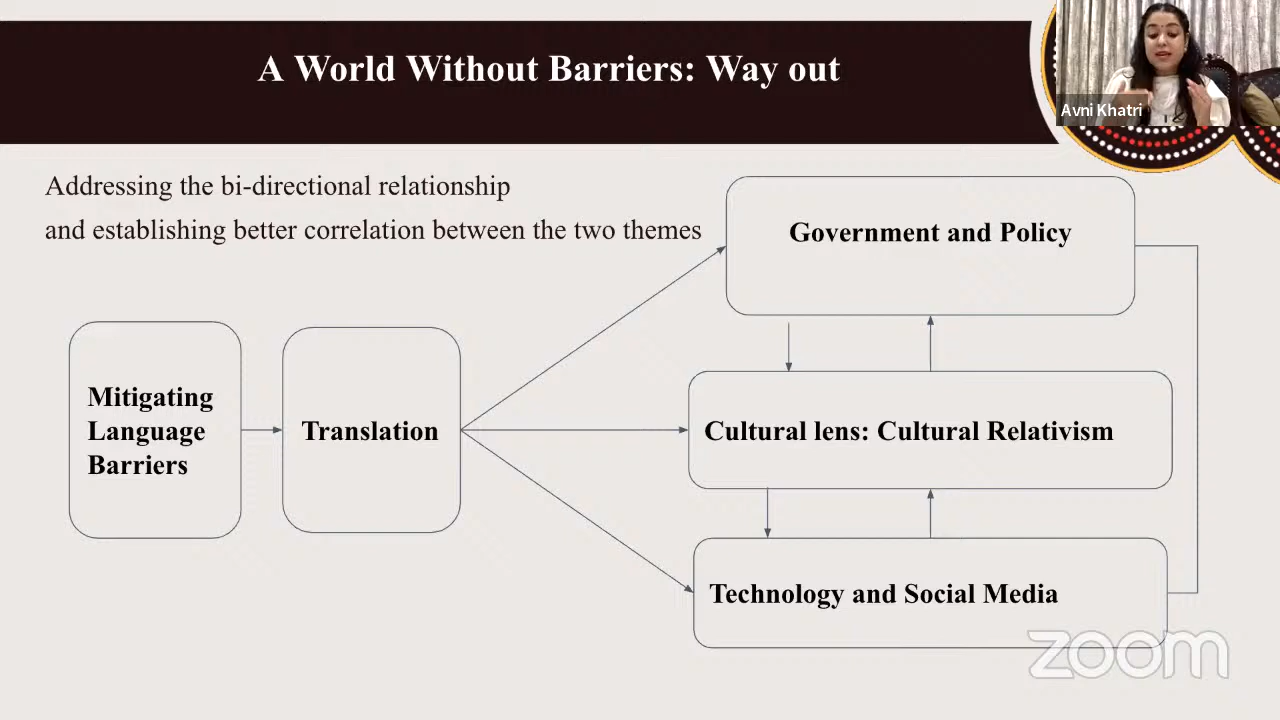 A World Without Barriers: Way out
Avni Khatri
Addressing the bi-directional relationship
and establishing better correlation between the two themes
Government and Policy
Mitigating
Language
Barriers
Translation
Cultural lens: Cultural Relativism
Technology and Social Media
zoom